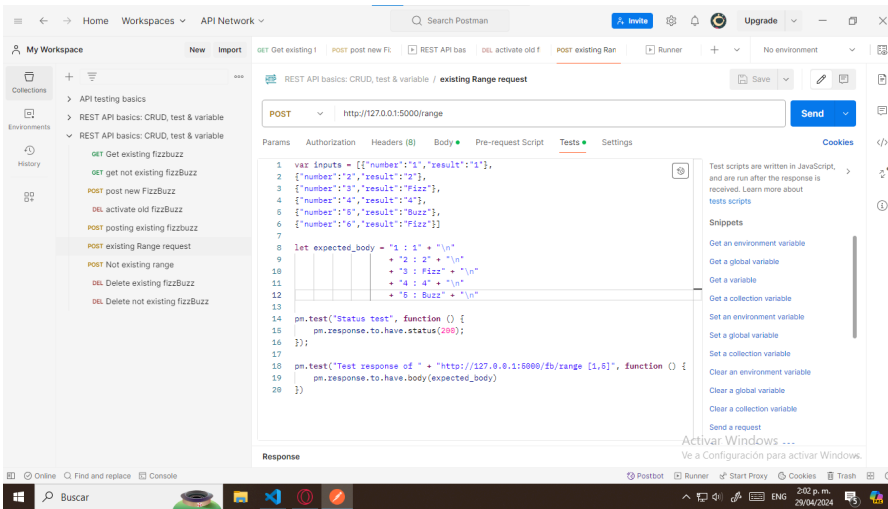 Home Workspaces API Network Search Postman Invite Upgrade
My Workspace New Import GET Get existing f POST post new Fi: REST API bas DEL activate old f POST existing Ran Runner No environment
Collections
Environments
History
API testing basics
REST API basics: CRUD, test & variable
REST API basics: CRUD, test & variable
GET Get existing fizzbuzz
GET get not existing fizzBuzz
POST post new FizzBuzz
DEL activate old fizzBuzz
POST posting existing fizzbuzz
POST existing Range request
POST Not existing range
DEL Delete existing fizzBuzz
DEL Delete not existing fizzBuzz
REST API basics: CRUD, test & variable / existing Range request Save
POST http://127.0.0.1:5000/range Send
Params Authorization Headers (8) Body Pre-request Script Tests Settings Cookies
1 var inputs = [{"number":"1","result":"1"},
2 {"number":"2","result":"2"},
3 {"number":"3","result":"Fizz"},
4 {"number":"4","result":"4"},
5 {"number":"5","result":"Buzz"},
6 {"number":"6","result":"Fizz"}]
7
8 let expected_body = "1 : 1" + "\n"
9 + "2 : 2" + "\n"
10 + "3 : Fizz" + "\n"
11 + "4 : 4" + "\n"
12 + "5 : Buzz" + "\n"
13
14 pm.test("Status test", function () {
15 pm.response.to.have.status(200);
16 });
17
18 pm.test("Test response of " + "http://127.0.0.1:5000/fb/range [1,5]", function () {
19 pm.response.to.have.body(expected_body)
20 })
Test scripts are written in JavaScript,
and are run after the response is
received. Learn more about
tests scripts
Snippets
Get an environment variable
Get a global variable
Get a variable
Get a collection variable
Set an environment variable
Set a global variable
Set a collection variable
Clear an environment variable
Clear a global variable
Clear a collection variable
Send a request
Response
Activar Windows
Ve a Configuración para activar Windows.
Online Find and replace Console Postbot Runner Start Proxy Cookies Trash
Buscar ENG 2:02 p. m.
29/04/2024 5